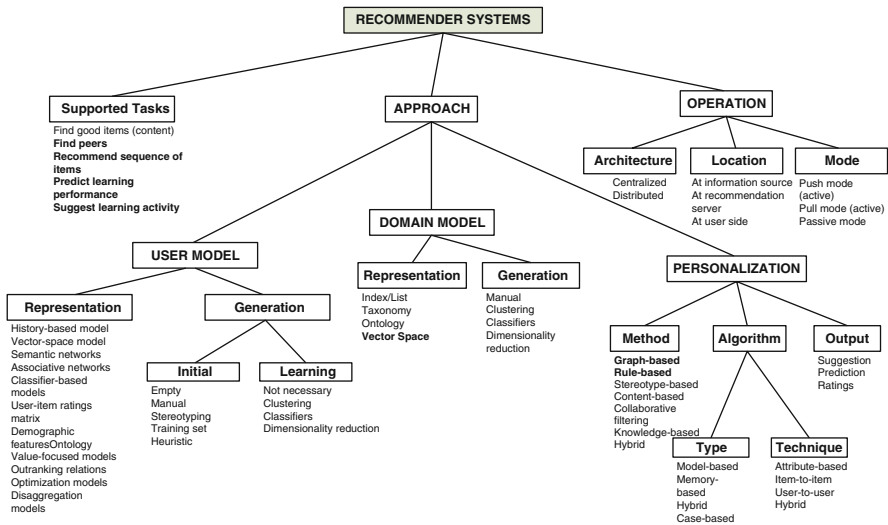 RECOMMENDER SYSTEMS
Supported Tasks
Find good items (content)
Find peers
Recommend sequence of
items
Predict learning
performance
Suggest learning activity
APPROACH
OPERATION
Architecture
Centralized
Distributed
Location
At information source
At recommendation
server
At user side
Mode
Push mode
(active)
Pull mode (active)
Passive mode
USER MODEL
Representation
History-based model
Vector-space model
Semantic networks
Associative networks
Classifier-based
models
User-item ratings
matrix
Demographic
featuresOntology
Value-focused models
Outranking relations
Optimization models
Disaggregation
models
Generation
Initial
Empty
Manual
Stereotyping
Training set
Heuristic
Learning
Not necessary
Clustering
Classifiers
Dimensionality reduction
DOMAIN MODEL
Representation
Index/List
Taxonomy
Ontology
Vector Space
Generation
Manual
Clustering
Classifiers
Dimensionality
reduction
PERSONALIZATION
Method
Graph-based
Rule-based
Stereotype-based
Content-based
Collaborative
filtering
Knowledge-based
Hybrid
Algorithm
Type
Model-based
Memory-
based
Hybrid
Case-based
Technique
Attribute-based
Item-to-item
User-to-user
Hybrid
Output
Suggestion
Prediction
Ratings